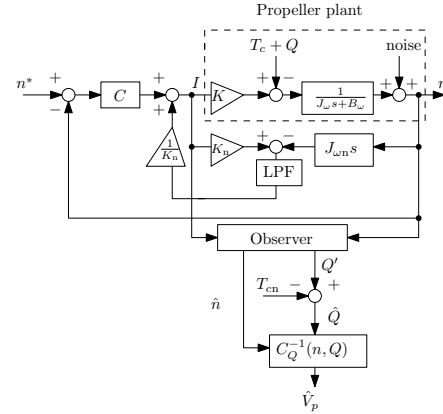 Propeller plant
T_c + Q
noise
n* + − C + + I K + − 1/(J_ω s + B_ω) + + n
1/K_n K_n + − J_ωn s
LPF
Observer
Q′
T_cn − +
n̂
Q̂
C_Q^{-1}(n, Q)
V̂_p